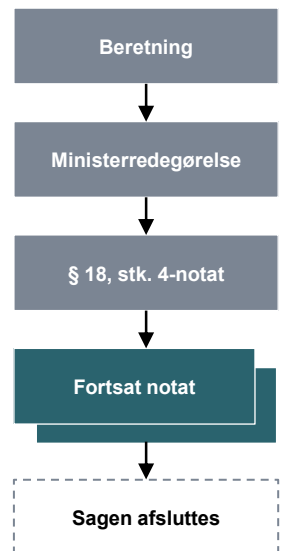 Beretning
Ministerredegørelse
§ 18, stk. 4-notat
Fortsat notat
Sagen afsluttes